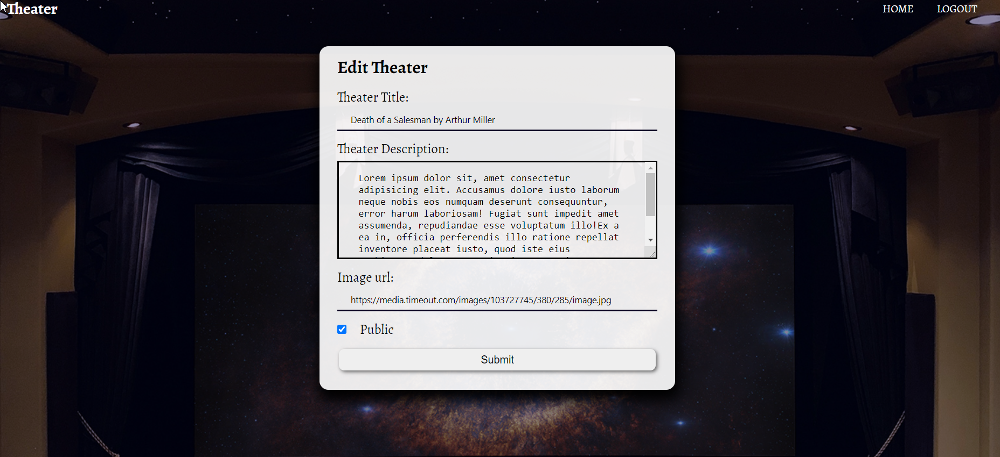 Theater
HOME
LOGOUT
Edit Theater
Theater Title:
Death of a Salesman by Arthur Miller
Theater Description:
Lorem ipsum dolor sit, amet consectetur
adipisicing elit. Accusamus dolore iusto laborum
neque nobis eos numquam deserunt consequuntur,
error harum laboriosam! Fugiat sunt impedit amet
assumenda, repudiandae esse voluptatum illo!Ex a
ea in, officia perferendis illo ratione repellat
inventore placeat iusto, quod iste eius
Image url:
https://media.timeout.com/images/103727745/380/285/image.jpg
Public
Submit